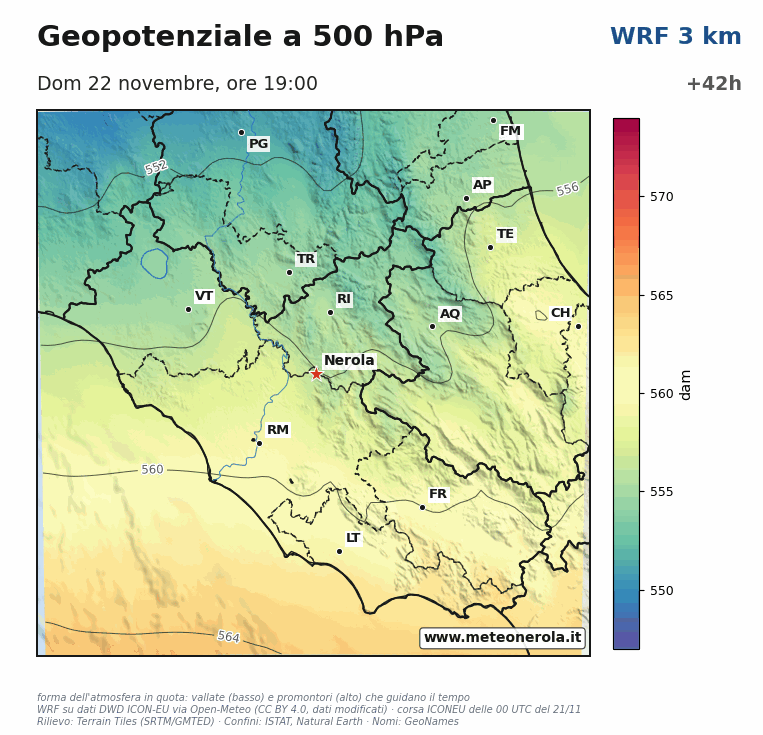 Geopotenziale a 500 hPa
WRF 3 km
Dom 22 novembre, ore 19:00
+42h
FM
PG
552
AP
556
TE
TR
VT
RI
AQ
CH
Nerola
RM
560
FR
LT
564
www.meteonerola.it
570
565
560
555
550
dam
forma dell'atmosfera in quota: vallate (basso) e promontori (alto) che guidano il tempo
WRF su dati DWD ICON-EU via Open-Meteo (CC BY 4.0, dati modificati) · corsa ICONEU delle 00 UTC del 21/11
Rilievo: Terrain Tiles (SRTM/GMTED) · Confini: ISTAT, Natural Earth · Nomi: GeoNames